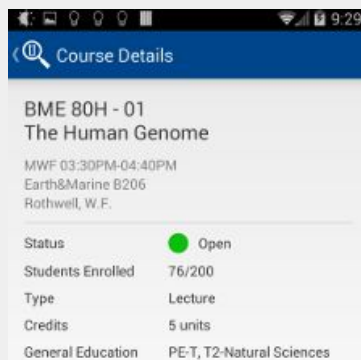 9:29
Course Details
BME 80H - 01
The Human Genome
MWF 03:30PM-04:40PM
Earth&Marine B206
Rothwell, W.F.
Status Open
Students Enrolled 76/200
Type Lecture
Credits 5 units
General Education PE-T, T2-Natural Sciences